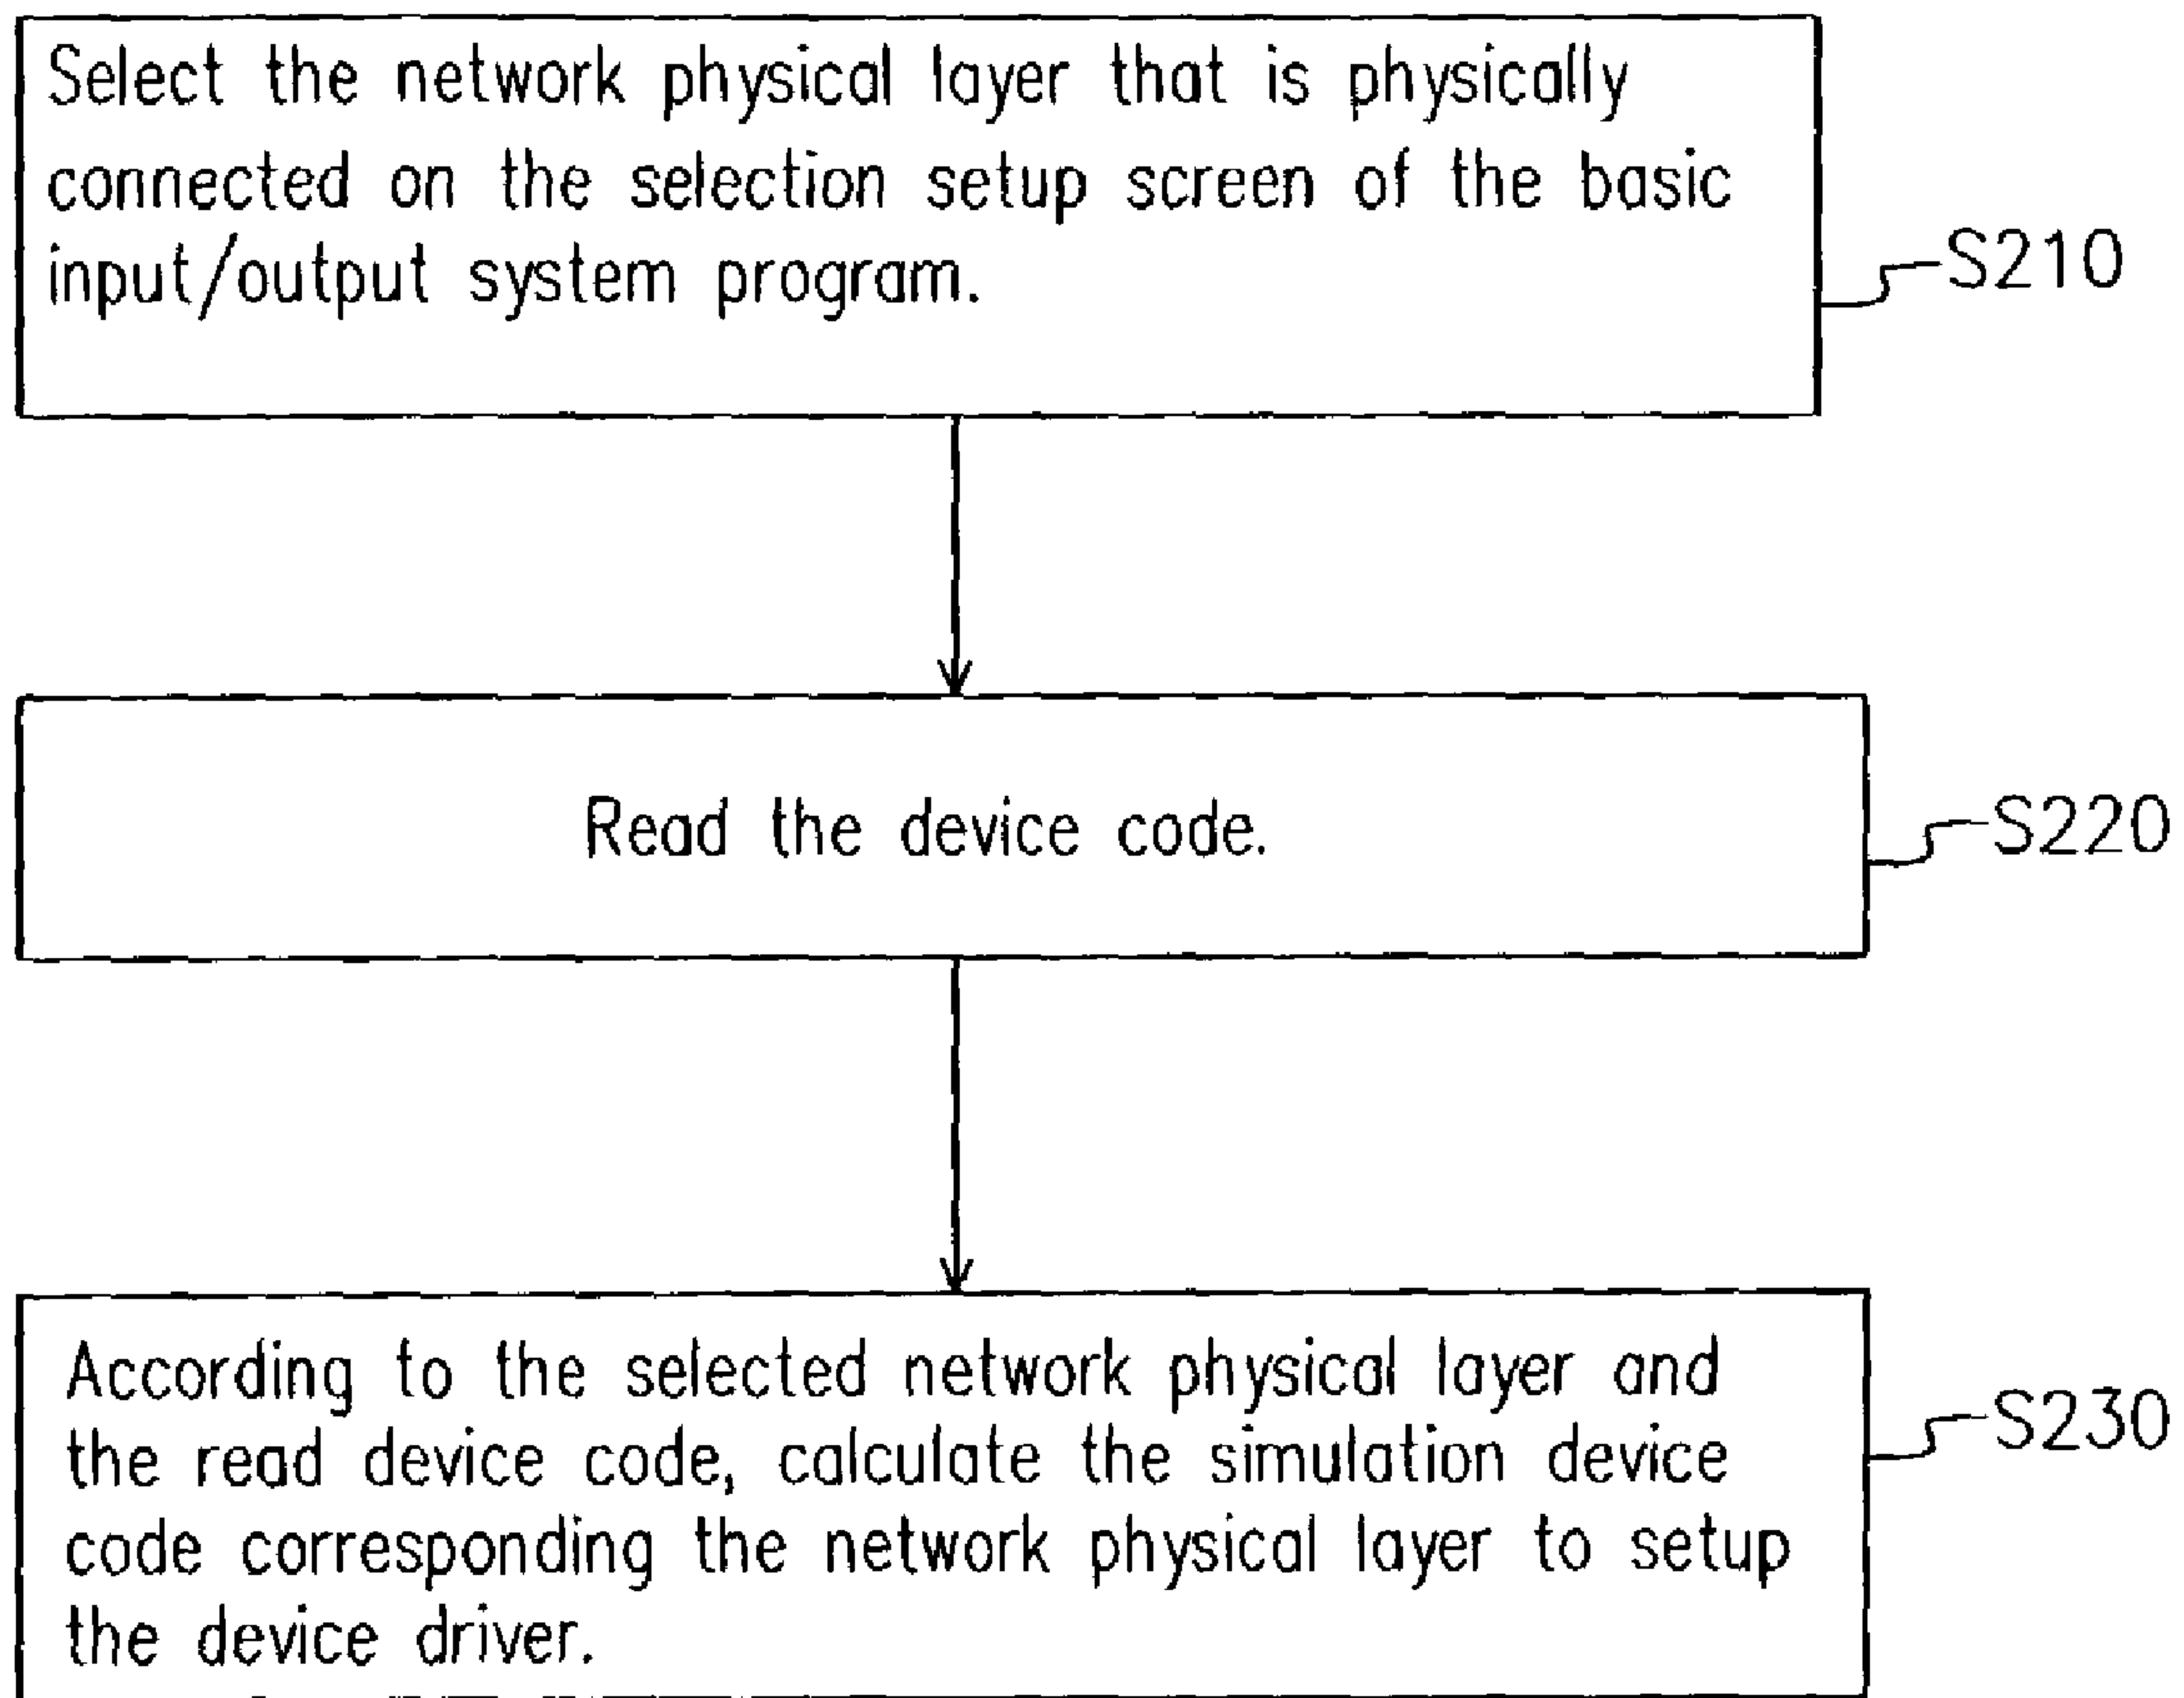 Select the network physical layer that is physically
connected on the selection setup screen of the basic
input/output system program.
S210
Read the device code.
S220
According to the selected network physical layer and
the read device code, calculate the simulation device
code corresponding the network physical layer to setup
the device driver.
S230